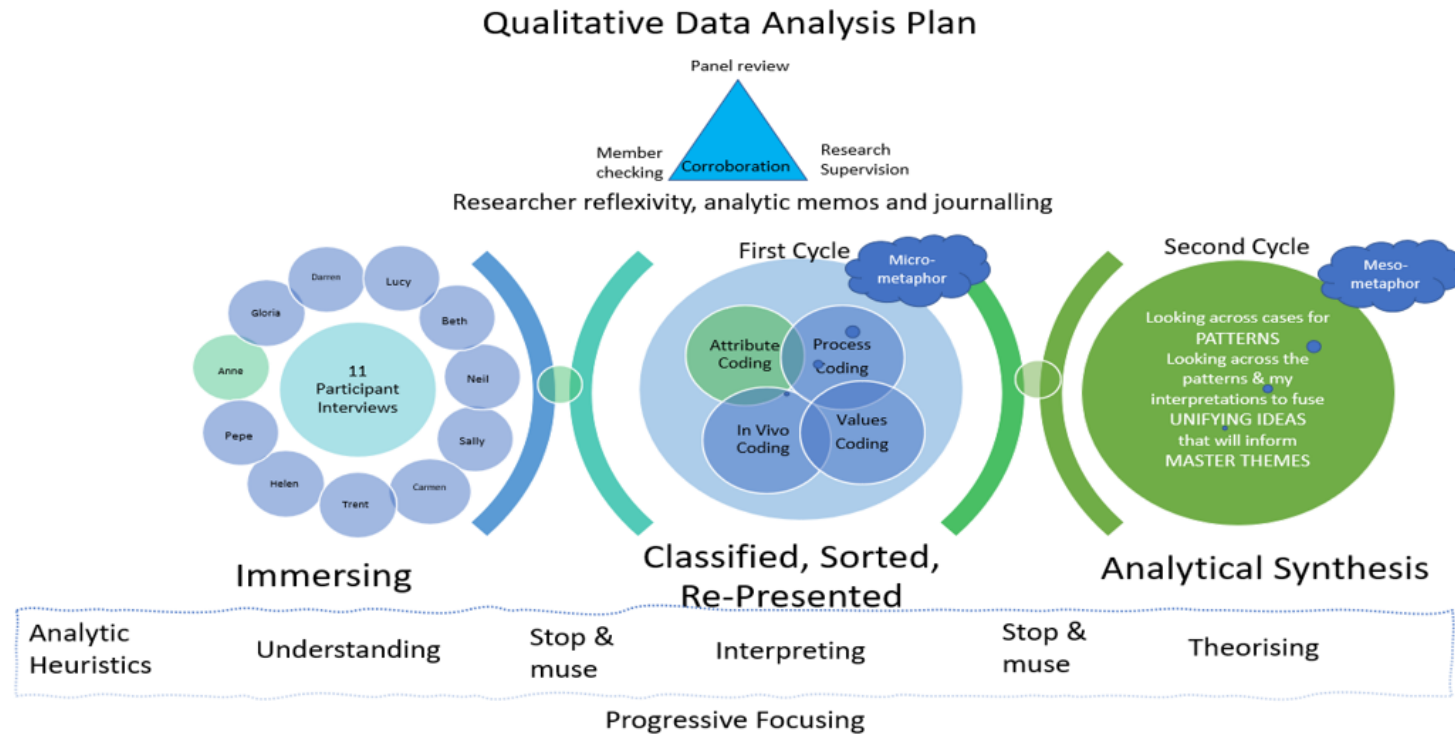 Qualitative Data Analysis Plan
Panel review
Member
checking
Corroboration
Research
Supervision
Researcher reflexivity, analytic memos and journalling
Darren
Lucy
Gloria
Beth
Anne
Neil
Pepe
Sally
Helen
Trent
Carmen
11
Participant
Interviews
Immersing
First Cycle
Micro-
metaphor
Attribute
Coding
Process
Coding
In Vivo
Coding
Values
Coding
Classified, Sorted,
Re-Presented
Second Cycle
Meso-
metaphor
Looking across cases for
PATTERNS
Looking across the
patterns & my
interpretations to fuse
UNIFYING IDEAS
that will inform
MASTER THEMES
Analytical Synthesis
Analytic
Heuristics
Understanding
Stop &
muse
Interpreting
Stop &
muse
Theorising
Progressive Focusing